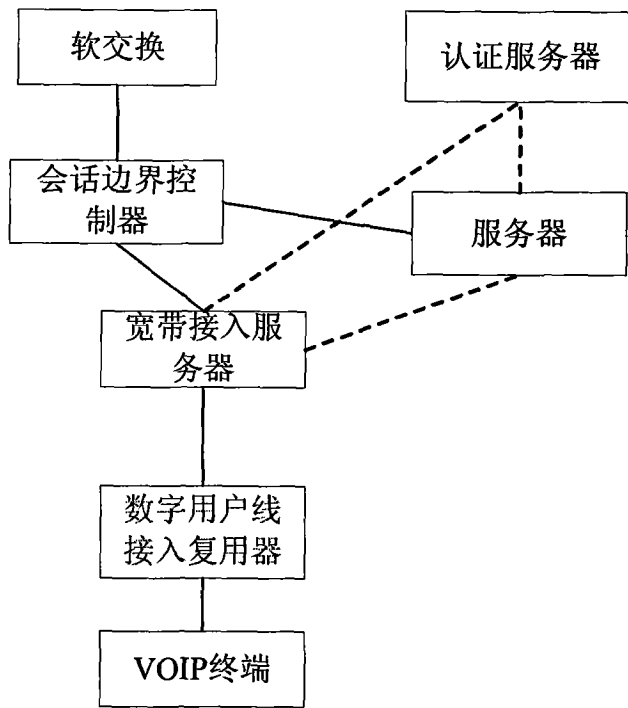 软交换
认证服务器
会话边界控
制器
服务器
宽带接入服
务器
数字用户线
接入复用器
VOIP终端